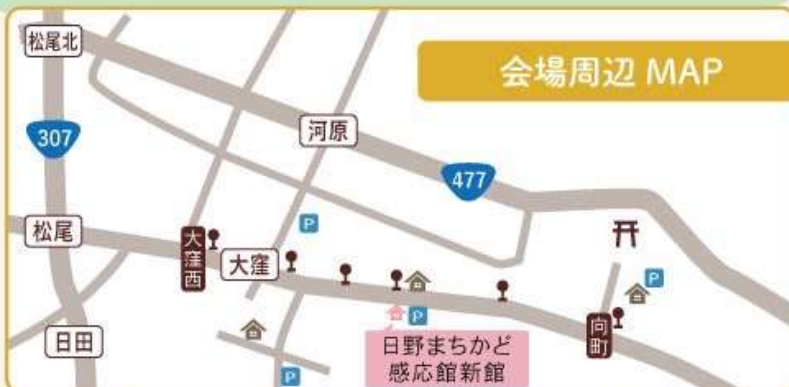 松尾北
会場周辺 MAP
307
河原
477
松尾
大窪西
大窪
P
P
P
向町
日田
日野まちかど
感応館新館
P